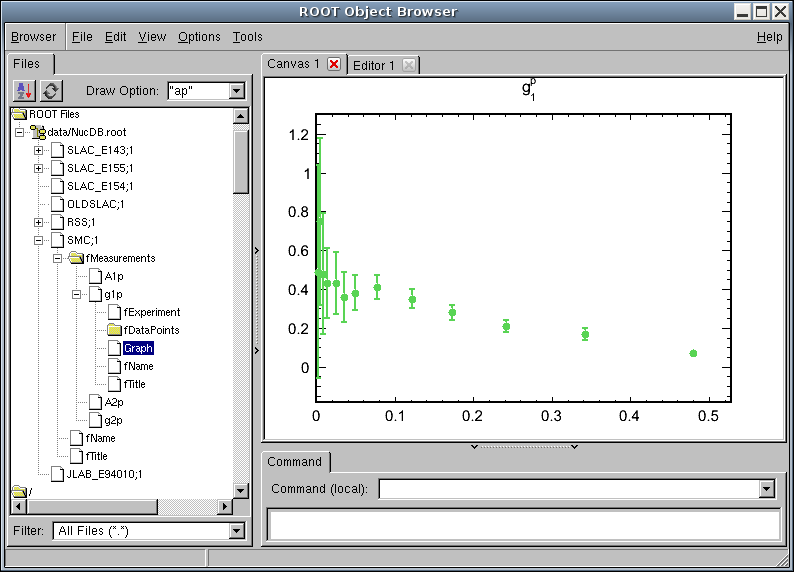 ROOT Object Browser
Browser File Edit View Options Tools Help
Files
Draw Option: "ap"
ROOT Files
data/NucDB.root
SLAC_E143;1
SLAC_E155;1
SLAC_E154;1
OLDSLAC;1
RSS;1
SMC;1
fMeasurements
A1p
g1p
fExperiment
fDataPoints
Graph
fName
fTitle
A2p
g2p
fName
fTitle
JLAB_E94010;1
/
Filter: All Files (*.*)
Canvas 1 Editor 1
g₁ᵖ
1.2
1
0.8
0.6
0.4
0.2
0
0 0.1 0.2 0.3 0.4 0.5
Command
Command (local):